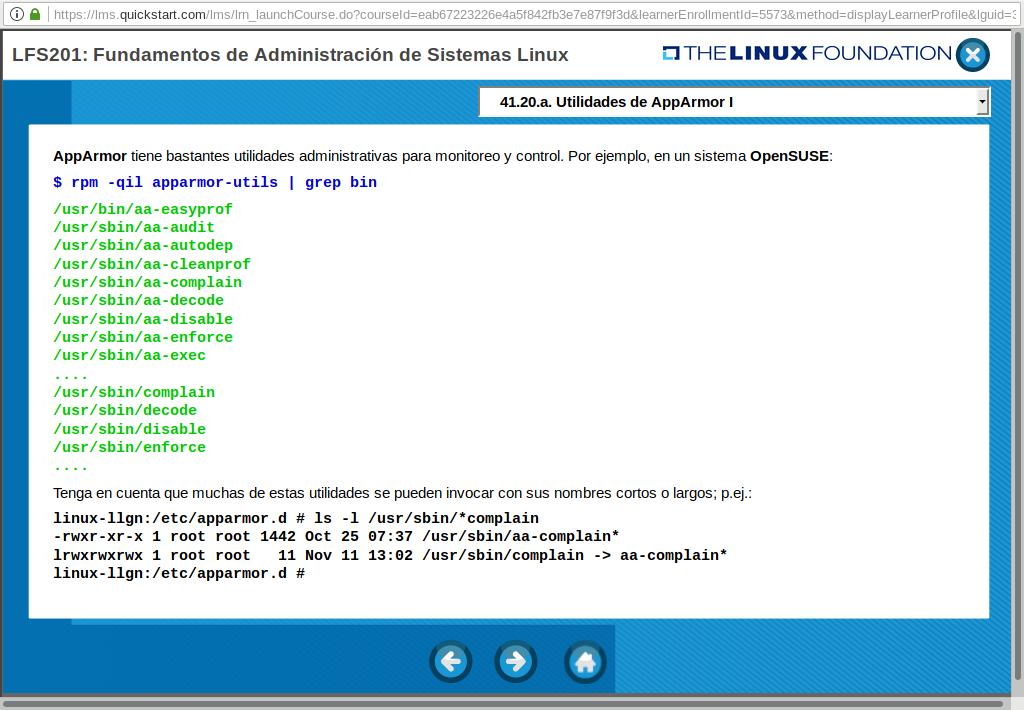 https://lms.quickstart.com/lms/lrn_launchCourse.do?courseId=eab67223226e4a5f842fb3e7e87f9f3d&learnerEnrollmentId=5573&method=displayLearnerProfile&lguid=3
LFS201: Fundamentos de Administración de Sistemas Linux
THE LINUX FOUNDATION
41.20.a. Utilidades de AppArmor I
AppArmor tiene bastantes utilidades administrativas para monitoreo y control. Por ejemplo, en un sistema OpenSUSE:
$ rpm -qil apparmor-utils | grep bin
/usr/bin/aa-easyprof
/usr/sbin/aa-audit
/usr/sbin/aa-autodep
/usr/sbin/aa-cleanprof
/usr/sbin/aa-complain
/usr/sbin/aa-decode
/usr/sbin/aa-disable
/usr/sbin/aa-enforce
/usr/sbin/aa-exec
....
/usr/sbin/complain
/usr/sbin/decode
/usr/sbin/disable
/usr/sbin/enforce
....
Tenga en cuenta que muchas de estas utilidades se pueden invocar con sus nombres cortos o largos; p.ej.:
linux-llgn:/etc/apparmor.d # ls -l /usr/sbin/*complain
-rwxr-xr-x 1 root root 1442 Oct 25 07:37 /usr/sbin/aa-complain*
lrwxrwxrwx 1 root root   11 Nov 11 13:02 /usr/sbin/complain -> aa-complain*
linux-llgn:/etc/apparmor.d #